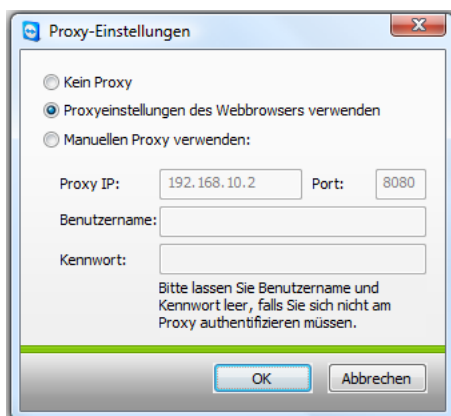 Proxy-Einstellungen
Kein Proxy
Proxyeinstellungen des Webbrowsers verwenden
Manuellen Proxy verwenden:
Proxy IP: 192.168.10.2 Port: 8080
Benutzername:
Kennwort:
Bitte lassen Sie Benutzername und
Kennwort leer, falls Sie sich nicht am
Proxy authentifizieren müssen.
OK Abbrechen